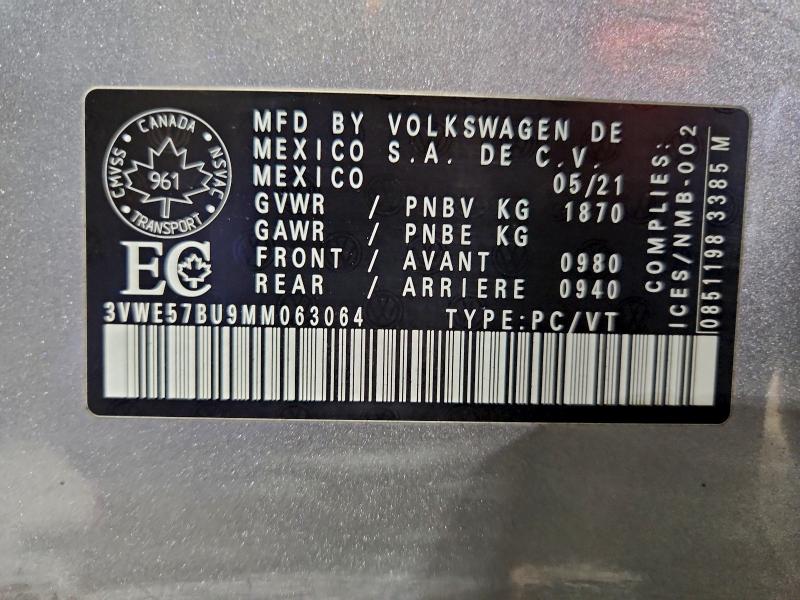 CANADA
CMVSS
NSVAC
961
TRANSPORT
EC
MFD BY VOLKSWAGEN DE
MEXICO S.A. DE C.V.
MEXICO 05/21
GVWR / PNBV KG 1870
GAWR / PNBE KG
FRONT / AVANT 0980
REAR / ARRIERE 0940
3VWE57BU9MM063064 TYPE:PC/VT
COMPLIES:
ICES/NMB-002
0851198 3385 M